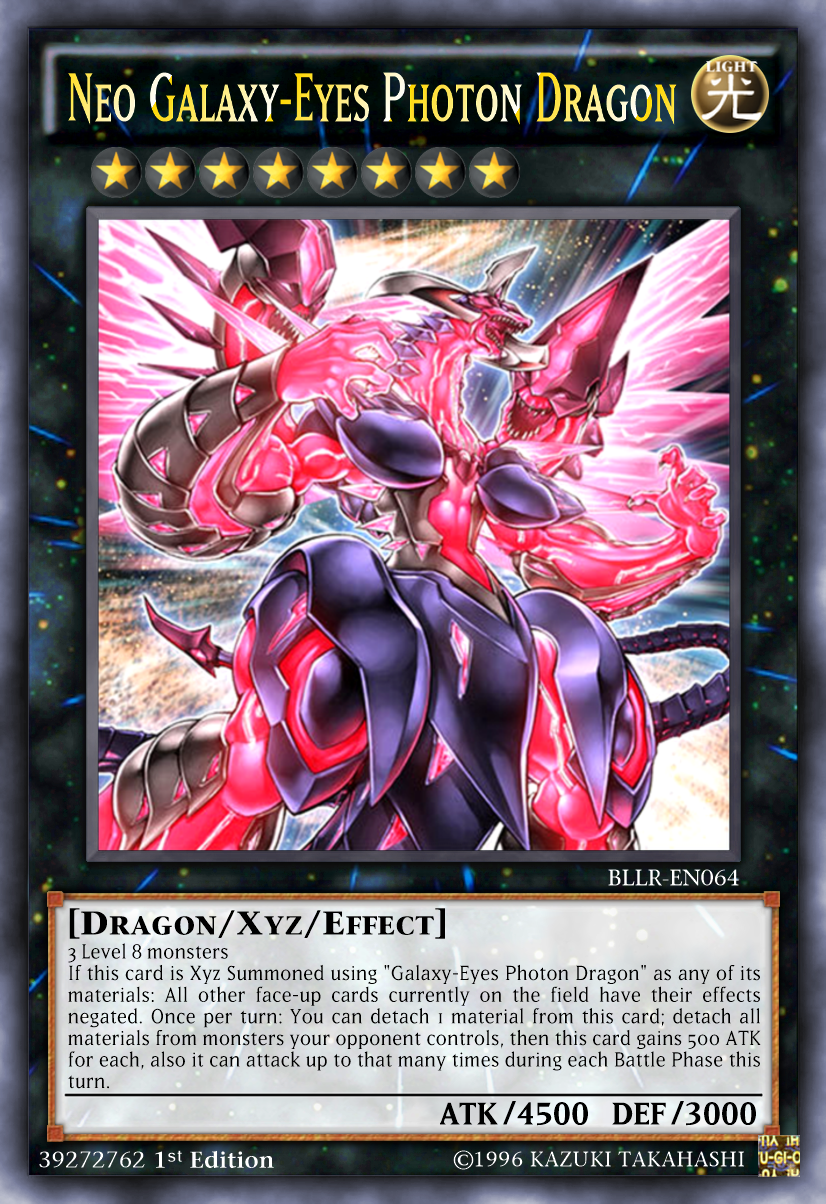 Neo Galaxy-Eyes Photon Dragon
LIGHT
光
BLLR-EN064
[Dragon/Xyz/Effect]
3 Level 8 monsters
If this card is Xyz Summoned using "Galaxy-Eyes Photon Dragon" as any of its
materials: All other face-up cards currently on the field have their effects
negated. Once per turn: You can detach 1 material from this card; detach all
materials from monsters your opponent controls, then this card gains 500 ATK
for each, also it can attack up to that many times during each Battle Phase this
turn.
ATK/4500 DEF/3000
39272762 1st Edition ©1996 KAZUKI TAKAHASHI